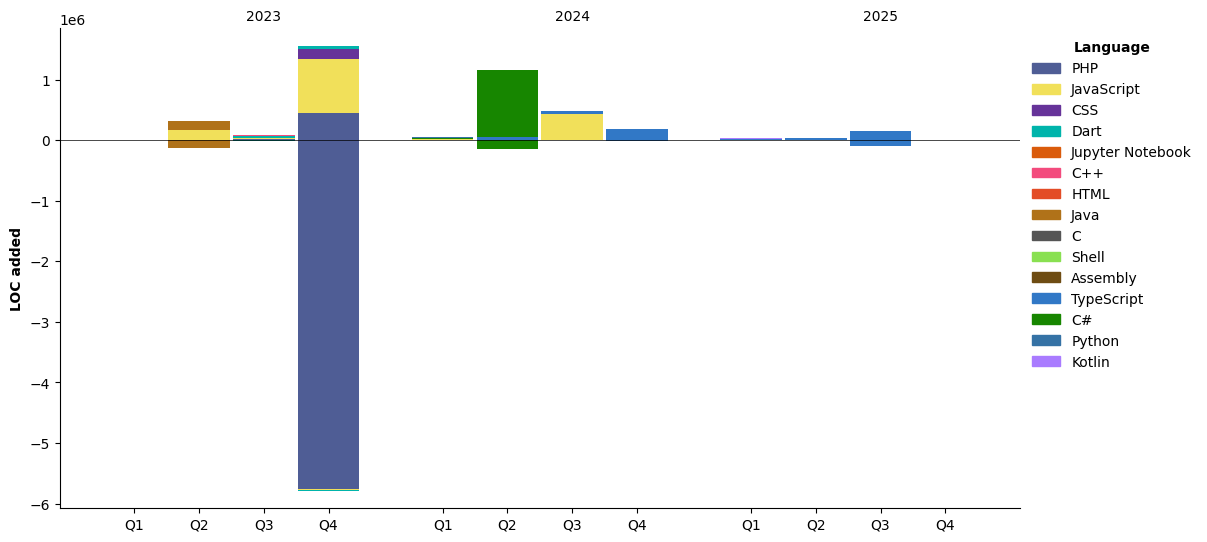 2023 2024 2025
1e6
1
0
−1
−2
−3
−4
−5
−6
LOC added
Q1 Q2 Q3 Q4 Q1 Q2 Q3 Q4 Q1 Q2 Q3 Q4
Language
PHP
JavaScript
CSS
Dart
Jupyter Notebook
C++
HTML
Java
C
Shell
Assembly
TypeScript
C#
Python
Kotlin